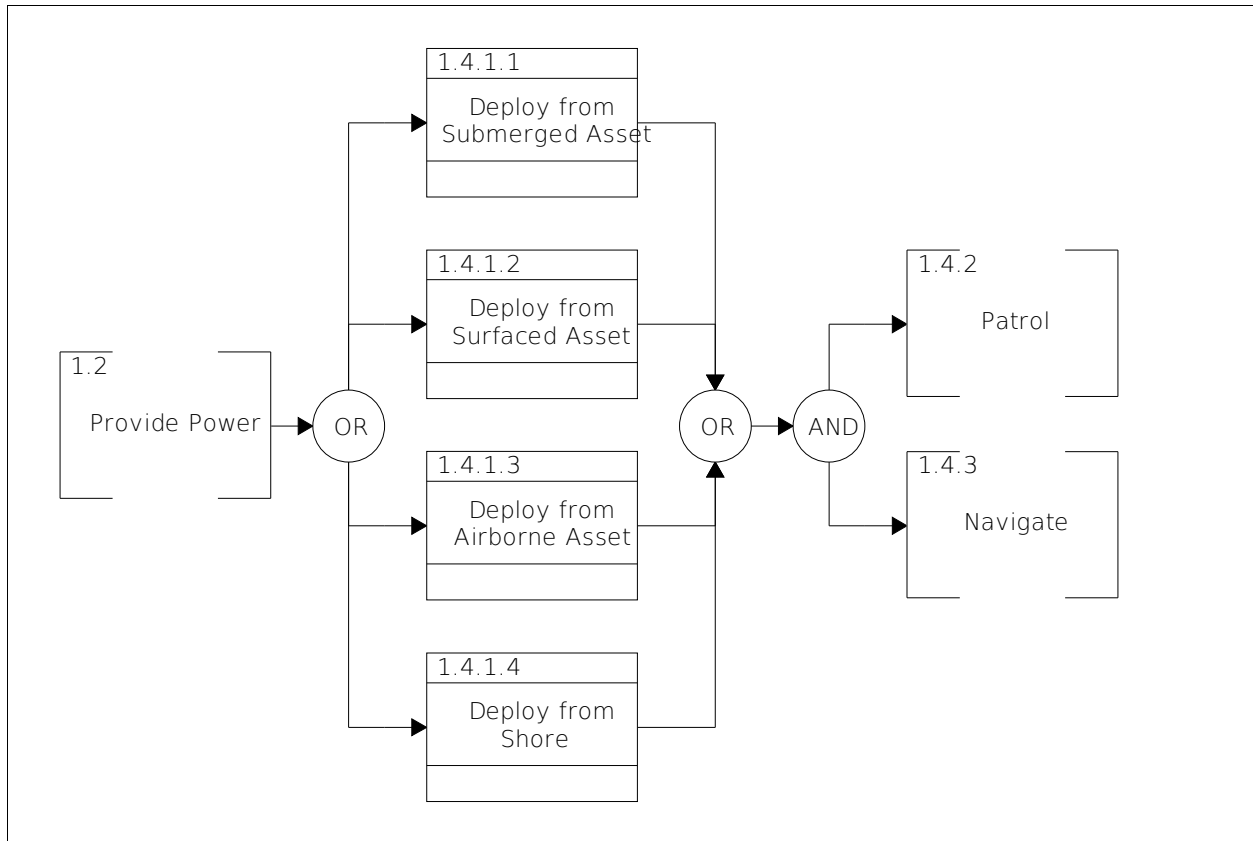 1.4.1.1
Deploy from
Submerged Asset
1.4.1.2
Deploy from
Surfaced Asset
1.2
Provide Power
OR
1.4.1.3
Deploy from
Airborne Asset
1.4.1.4
Deploy from
Shore
OR
AND
1.4.2
Patrol
1.4.3
Navigate